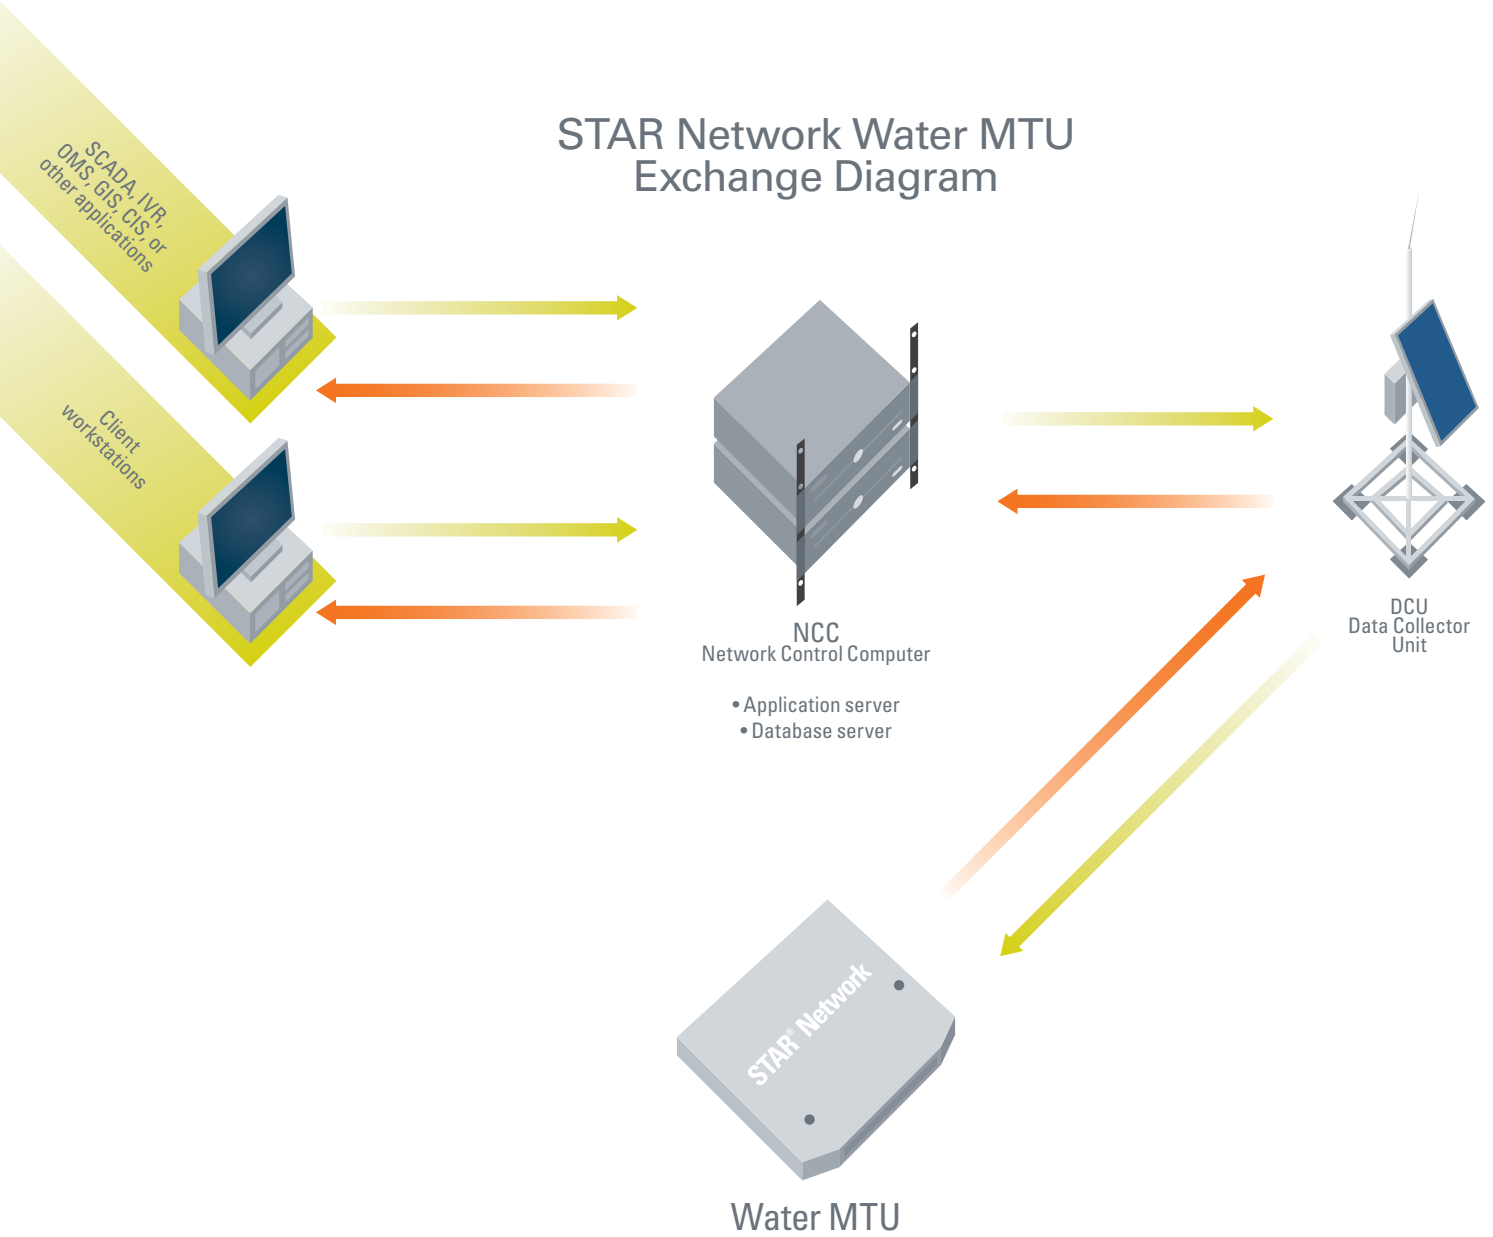 STAR Network Water MTU
Exchange Diagram
SCADA, IVR,
OMS, GIS, CIS, or
other applications
Client
workstations
NCC
Network Control Computer
• Application server
• Database server
DCU
Data Collector
Unit
STAR® Network
Water MTU